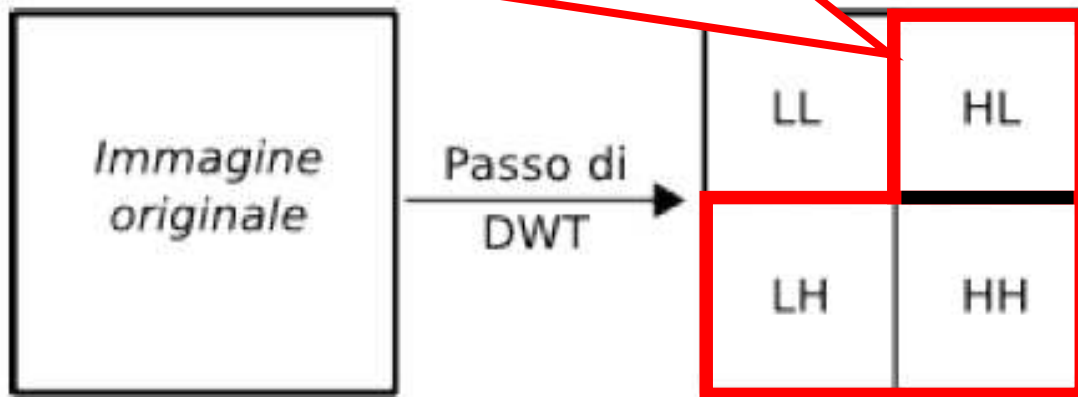 Immagine
originale
Passo di
DWT
LL
HL
LH
HH